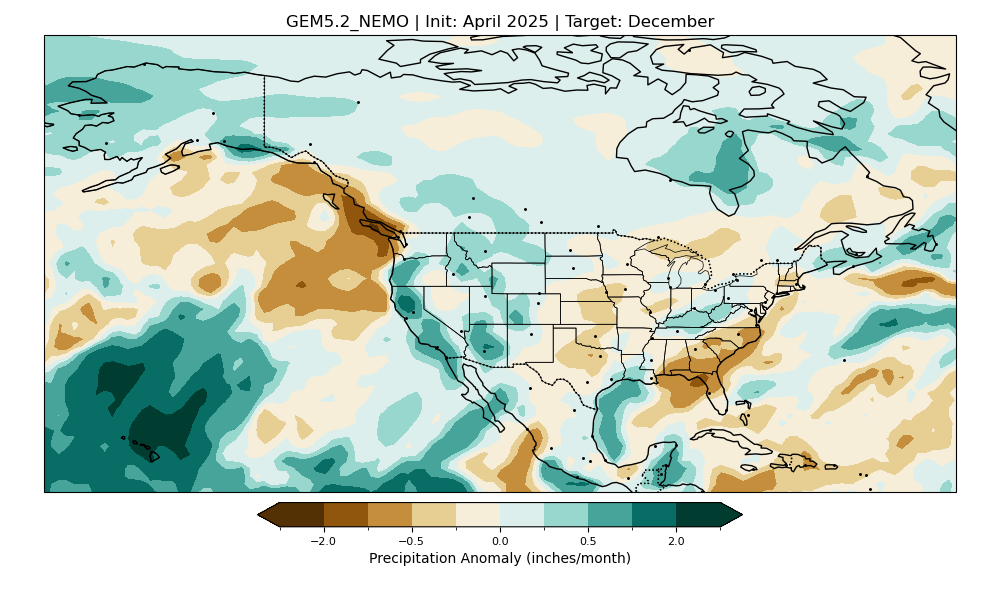 GEM5.2_NEMO | Init: April 2025 | Target: December
−2.0 −0.5 0.0 0.5 2.0
Precipitation Anomaly (inches/month)